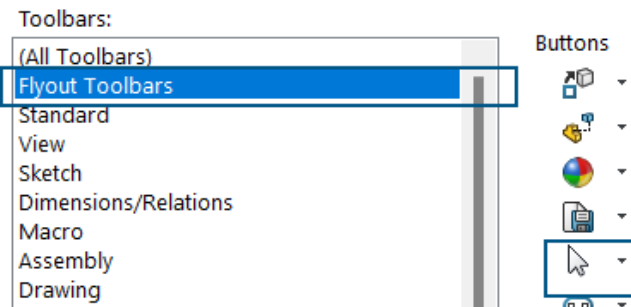 Toolbars:
(All Toolbars)
Flyout Toolbars
Standard
View
Sketch
Dimensions/Relations
Macro
Assembly
Drawing
Buttons